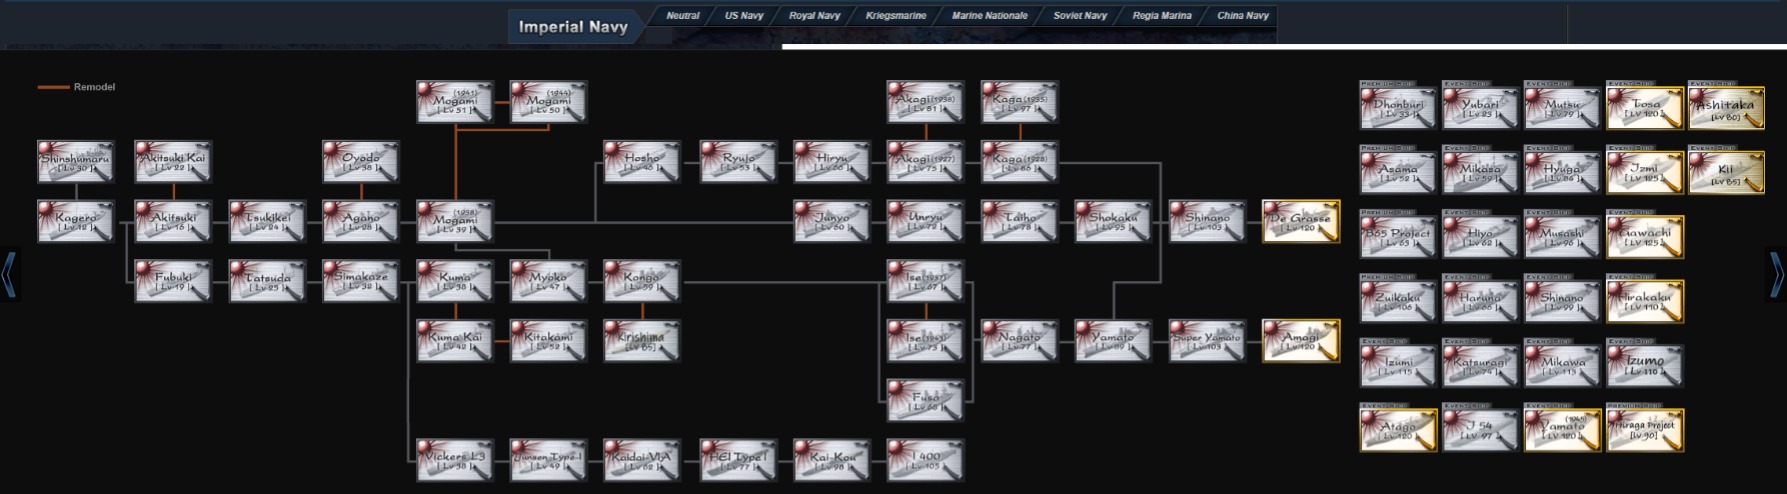 Imperial Navy
Neutral
US Navy
Royal Navy
Kriegsmarine
Marine Nationale
Soviet Navy
Regia Marina
China Navy
Remodel
(1941)
Mogami
[ Lv 51 ]
(1944)
Mogami
[ Lv 50 ]
Akagi(1938)
[ Lv 81 ]
Kaga(1935)
[ Lv 97 ]
Shinshumaru
[ Lv 30 ]
Akitsuki Kai
[ Lv 22 ]
Oyodo
[ Lv 36 ]
Hosho
[ Lv 46 ]
RyuJo
[ Lv 53 ]
Hiryu
[ Lv 66 ]
Akagi(1927)
[ Lv 75 ]
Kaga(1928)
[ Lv 86 ]
Kagero
[ Lv 12 ]
Akitsuki
[ Lv 16 ]
Tsukikei
[ Lv 24 ]
Agano
[ Lv 28 ]
(1938)
Mogami
[ Lv 39 ]
Junyo
[ Lv 60 ]
Unryu
[ Lv 72 ]
Taiho
[ Lv 78 ]
Shokaku
[ Lv 95 ]
Shinano
[ Lv 103 ]
De Grasse
[ Lv 120 ]
Fubuki
[ Lv 19 ]
Tatsuda
[ Lv 25 ]
Simakaze
[ Lv 32 ]
Kuma
[ Lv 38 ]
Myoko
[ Lv 47 ]
Kongo
[ Lv 59 ]
Ise(1937)
[ Lv 67 ]
Kuma Kai
[ Lv 42 ]
Kitakami
[ Lv 52 ]
Kirishima
[Lv 65]
Ise(1943)
[ Lv 73 ]
Nagato
[ Lv 77 ]
Yamato
[ Lv 89 ]
Super Yamato
[ Lv 103 ]
Amagi
[ Lv 120 ]
Fuso
[ Lv 68 ]
Vickers L3
[ Lv 38 ]
Junsen Type-1
[ Lv 49 ]
Kaidai-VIA
[ Lv 62 ]
HEI Type I
[ Lv 77 ]
Kai-Kou
[ Lv 98 ]
I 400
[ Lv 105 ]
Premium Ship
Dhonburi
[ Lv 33 ]
Event Ship
Yubari
[ Lv 23 ]
Event Ship
Mutsu
[ Lv 79 ]
Event Ship
Tosa
[ Lv 120 ]
Event Ship
Ashitaka
[Lv 80]
Premium Ship
Asama
[ Lv 52 ]
Event Ship
Mikasa
[ Lv 59 ]
Event Ship
Hyuga
[ Lv 86 ]
Event Ship
Izmi
[ Lv 125 ]
Event Ship
Kii
[Lv 85]
Premium Ship
B65 Project
[ Lv 63 ]
Event Ship
Hiyo
[ Lv 62 ]
Event Ship
Musashi
[ Lv 96 ]
Event Ship
Gawachi
[ Lv 125 ]
Premium Ship
Zuikaku
[ Lv 106 ]
Event Ship
Haruna
[ Lv 66 ]
Event Ship
Shinano
[ Lv 99 ]
Event Ship
Hirakaku
[ Lv 110 ]
Event Ship
Izumi
[ Lv 115 ]
Event Ship
Katsuragi
[ Lv 74 ]
Event Ship
Mikawa
[ Lv 113 ]
Event Ship
Izumo
[ Lv 110 ]
Event Ship
Atago
[ Lv 120 ]
Event Ship
J 54
[ Lv 97 ]
Event Ship
(1945)
Yamato
[ Lv 120 ]
Premium Ship
Hiraga Project
[Lv 90]